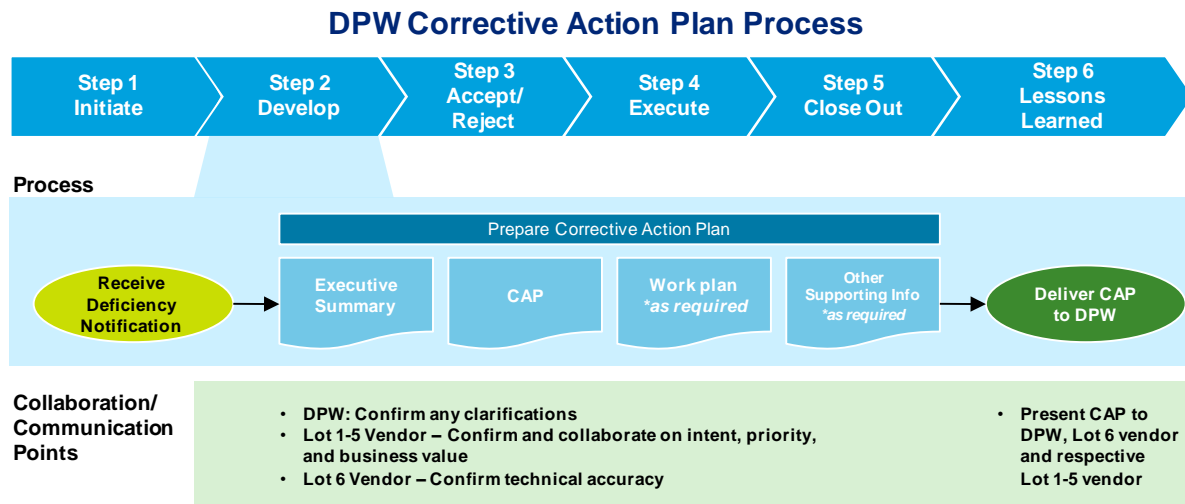 DPW Corrective Action Plan Process
Step 1
Initiate
Step 2
Develop
Step 3
Accept/
Reject
Step 4
Execute
Step 5
Close Out
Step 6
Lessons
Learned
Process
Prepare Corrective Action Plan
Receive
Deficiency
Notification
Executive
Summary
CAP
Work plan
*as required
Other
Supporting Info
*as required
Deliver CAP
to DPW
Collaboration/
Communication
Points
• DPW: Confirm any clarifications
• Lot 1-5 Vendor – Confirm and collaborate on intent, priority,
and business value
• Lot 6 Vendor – Confirm technical accuracy
• Present CAP to
DPW, Lot 6 vendor
and respective
Lot 1-5 vendor